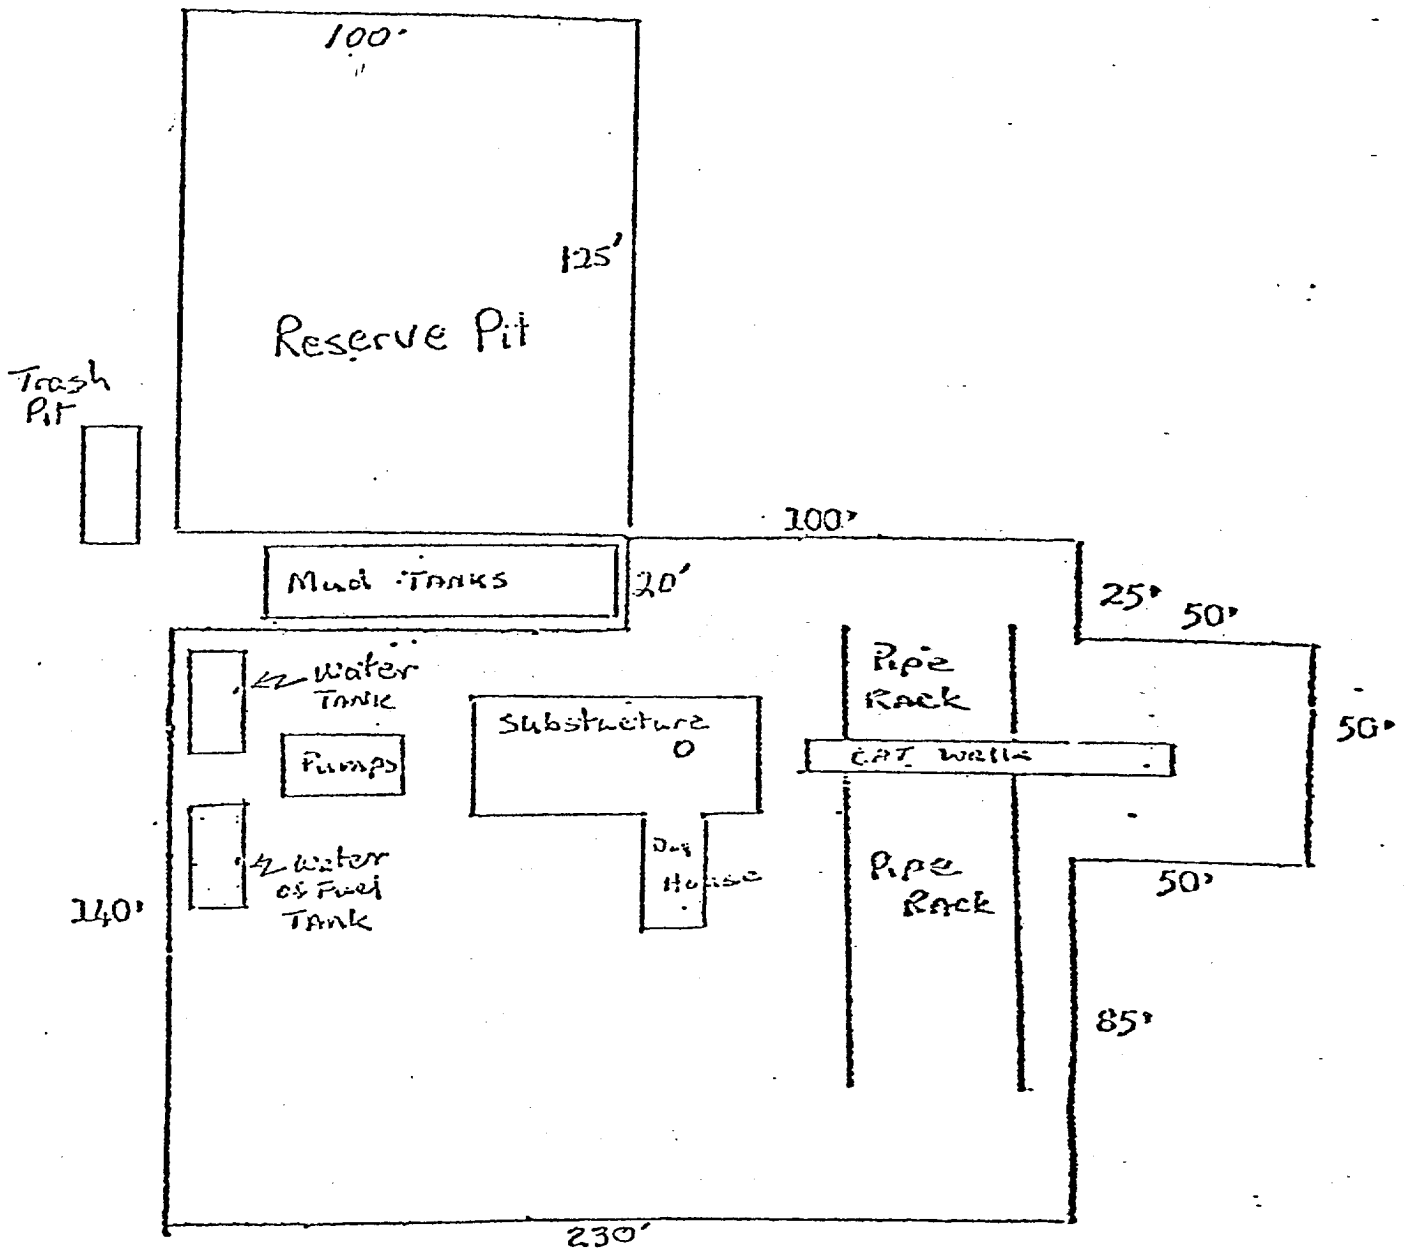 100'
125'
Reserve Pit
Trash
Pit
100'
Mud TANKS
20'
25'
50'
Water
TANK
Pipe
RACK
Substucture
50'
Pumps
CAT Walk
Dog
House
Water
or Fuel
TANK
Pipe
RACK
50'
140'
85'
230'